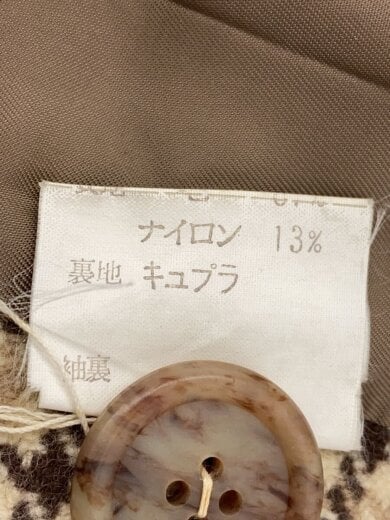 ナイロン 13%
裏地 キュプラ
袖裏